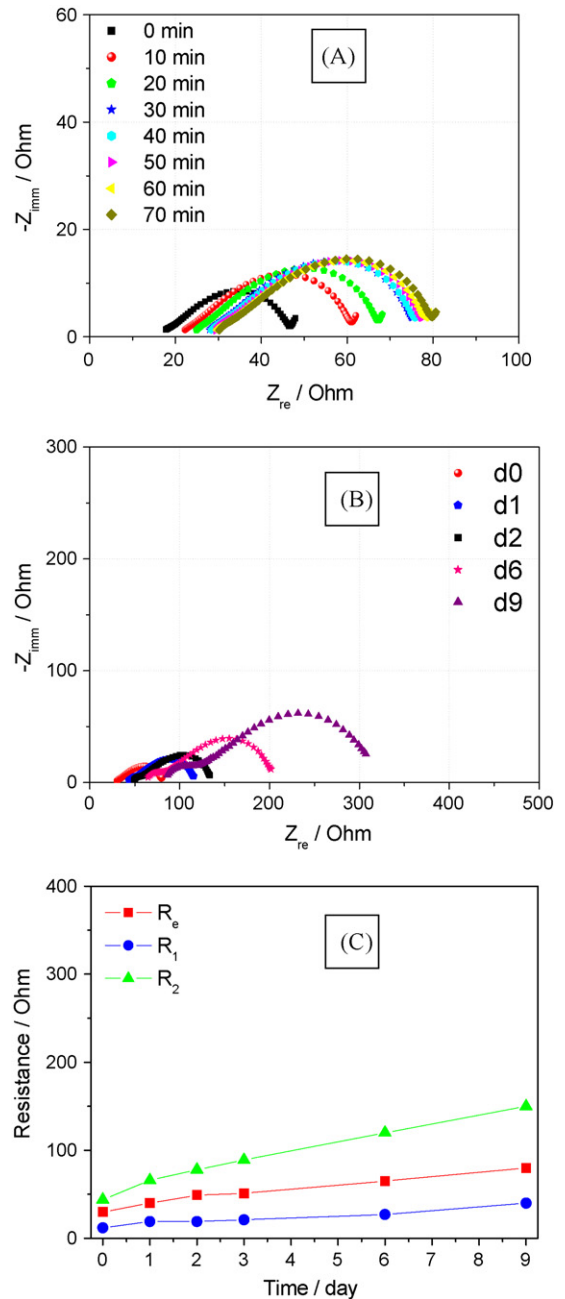 60
0 min
(A)
10 min
20 min
40
30 min
40 min
50 min
20
60 min
70 min
0
0 20 40 60 80 100
-Z_imm / Ohm
Z_re / Ohm
300
d0
(B)
d1
d2
200
d6
d9
100
0
0 100 200 300 400 500
-Z_imm / Ohm
Z_re / Ohm
400
R_e
(C)
R_1
300
R_2
200
100
0
0 1 2 3 4 5 6 7 8 9
Resistance / Ohm
Time / day